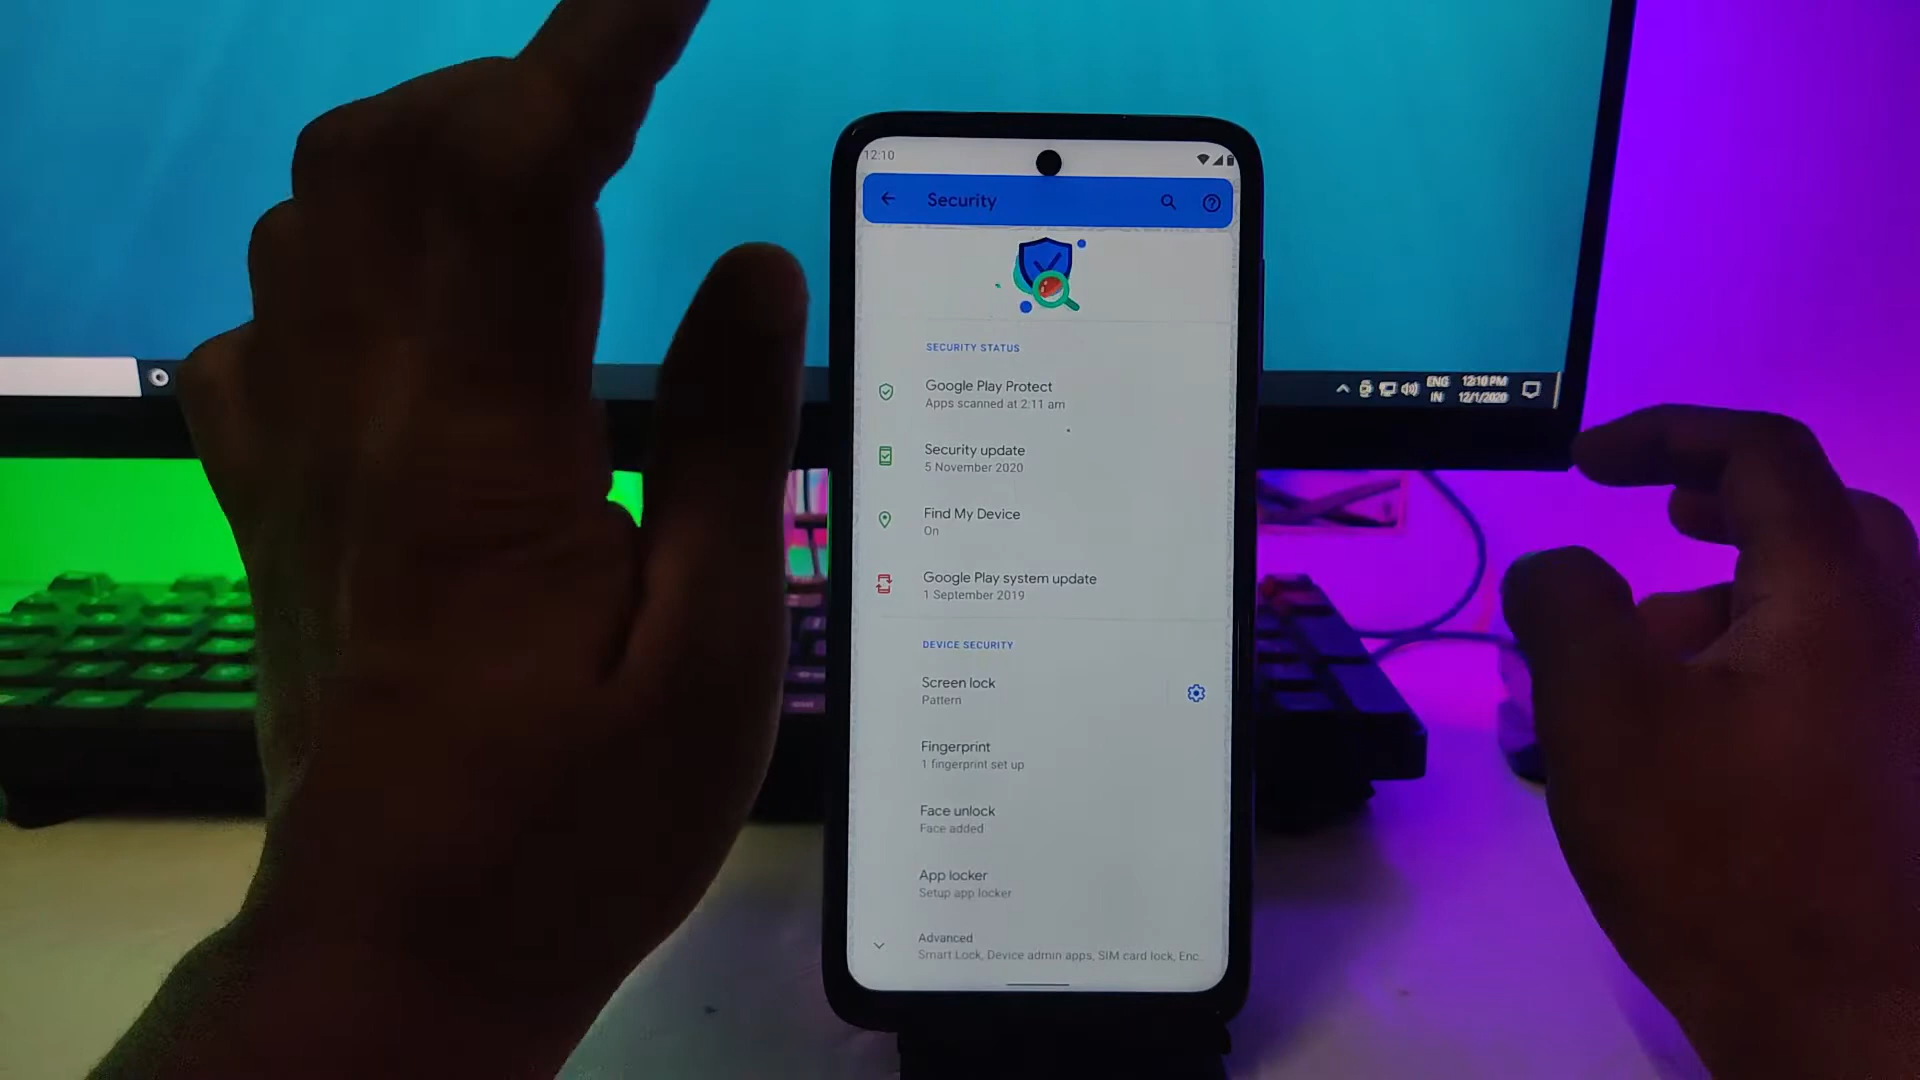 12:10
Security
SECURITY STATUS
Google Play Protect
Apps scanned at 2:11 am
Security update
5 November 2020
Find My Device
On
Google Play system update
1 September 2019
DEVICE SECURITY
Screen lock
Pattern
Fingerprint
1 fingerprint set up
Face unlock
Face added
App locker
Setup app locker
Advanced
Smart Lock, Device admin apps, SIM card lock, Enc..
ENG
IN
12:10 PM
12/1/2020